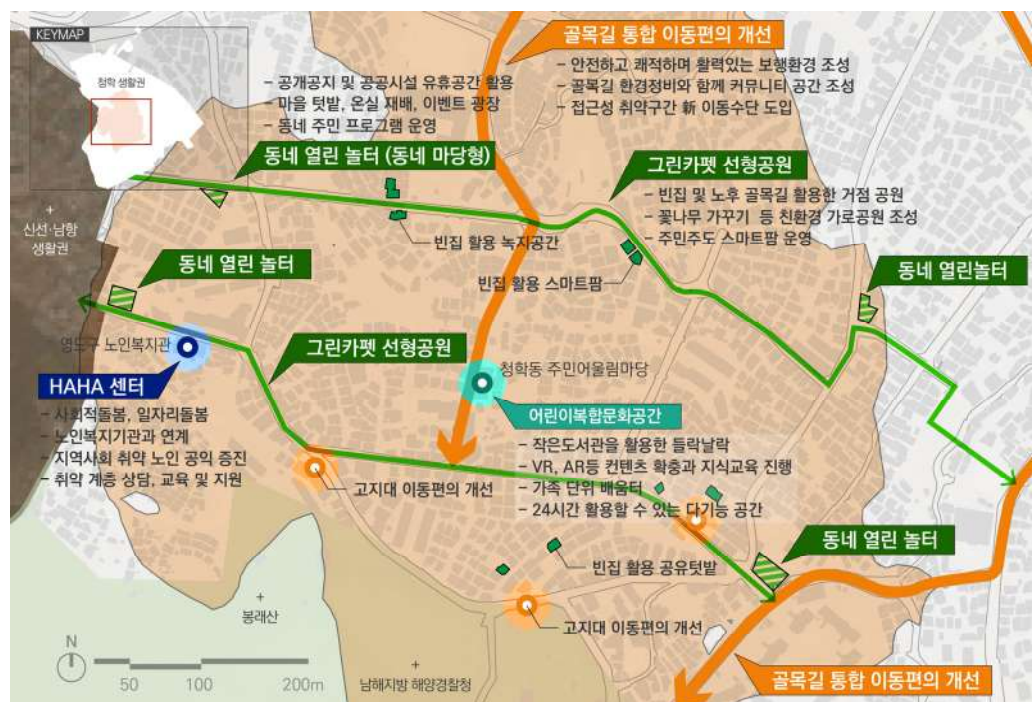 KEYMAP
청학 생활권
골목길 통합 이동편의 개선
- 안전하고 쾌적하며 활력있는 보행환경 조성
- 골목길 환경정비와 함께 커뮤니티 공간 조성
- 접근성 취약구간 新 이동수단 도입
- 공개공지 및 공공시설 유휴공간 활용
- 마을 텃밭, 온실 재배, 이벤트 광장
- 동네 주민 프로그램 운영
동네 열린 놀터 (동네 마당형)
그린카펫 선형공원
- 빈집 및 노후 골목길 활용한 거점 공원
- 꽃나무 가꾸기 등 친환경 가로공원 조성
- 주민주도 스마트팜 운영
신선·남항
생활권
빈집 활용 녹지공간
동네 열린 놀터
빈집 활용 스마트팜
동네 열린놀터
영도구 노인복지관
그린카펫 선형공원
청학동 주민어울림마당
HAHA 센터
- 사회적돌봄, 일자리돌봄
- 노인복지기관과 연계
- 지역사회 취약 노인 공익 증진
- 취약 계층 상담, 교육 및 지원
어린이복합문화공간
- 작은도서관을 활용한 들락날락
- VR, AR등 컨텐츠 확충과 지식교육 진행
- 가족 단위 배움터
- 24시간 활용할 수 있는 다기능 공간
고지대 이동편의 개선
동네 열린 놀터
빈집 활용 공유텃밭
봉래산
고지대 이동편의 개선
N
50 100 200m
남해지방 해양경찰청
골목길 통합 이동편의 개선